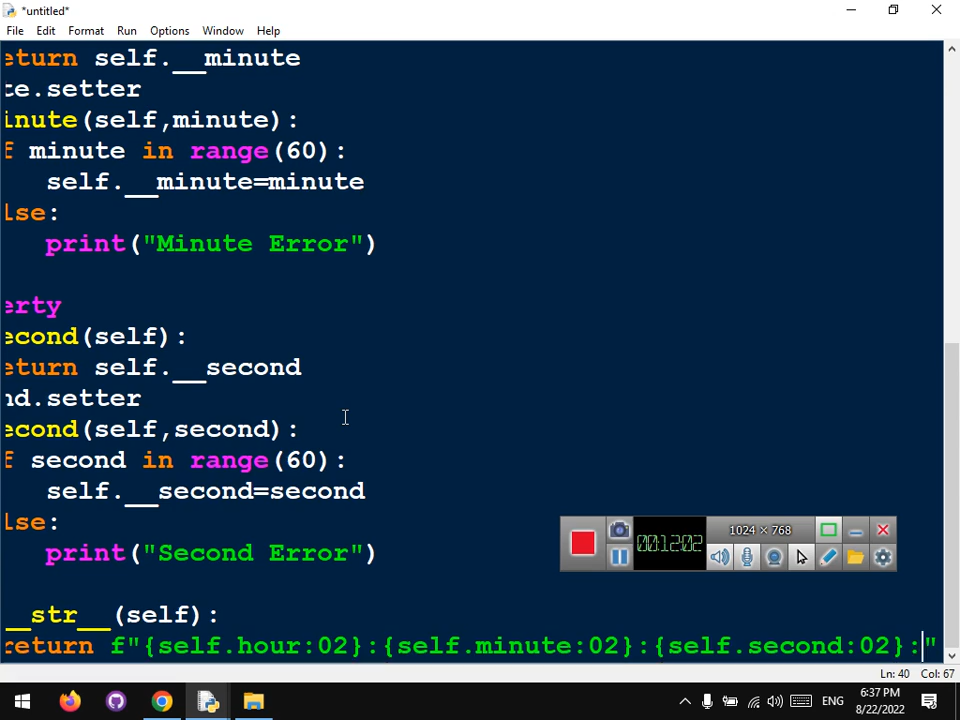 *untitled*
File Edit Format Run Options Window Help
eturn self.__minute
te.setter
inute(self,minute):
f minute in range(60):
self.__minute=minute
lse:
print("Minute Error")
erty
econd(self):
eturn self.__second
nd.setter
econd(self,second):
f second in range(60):
self.__second=second
lse:
print("Second Error")
1024 × 768
00:12:02
__str__(self):
return f"{self.hour:02}:{self.minute:02}:{self.second:02}:"
Ln: 40 Col: 67
ENG
6:37 PM
8/22/2022